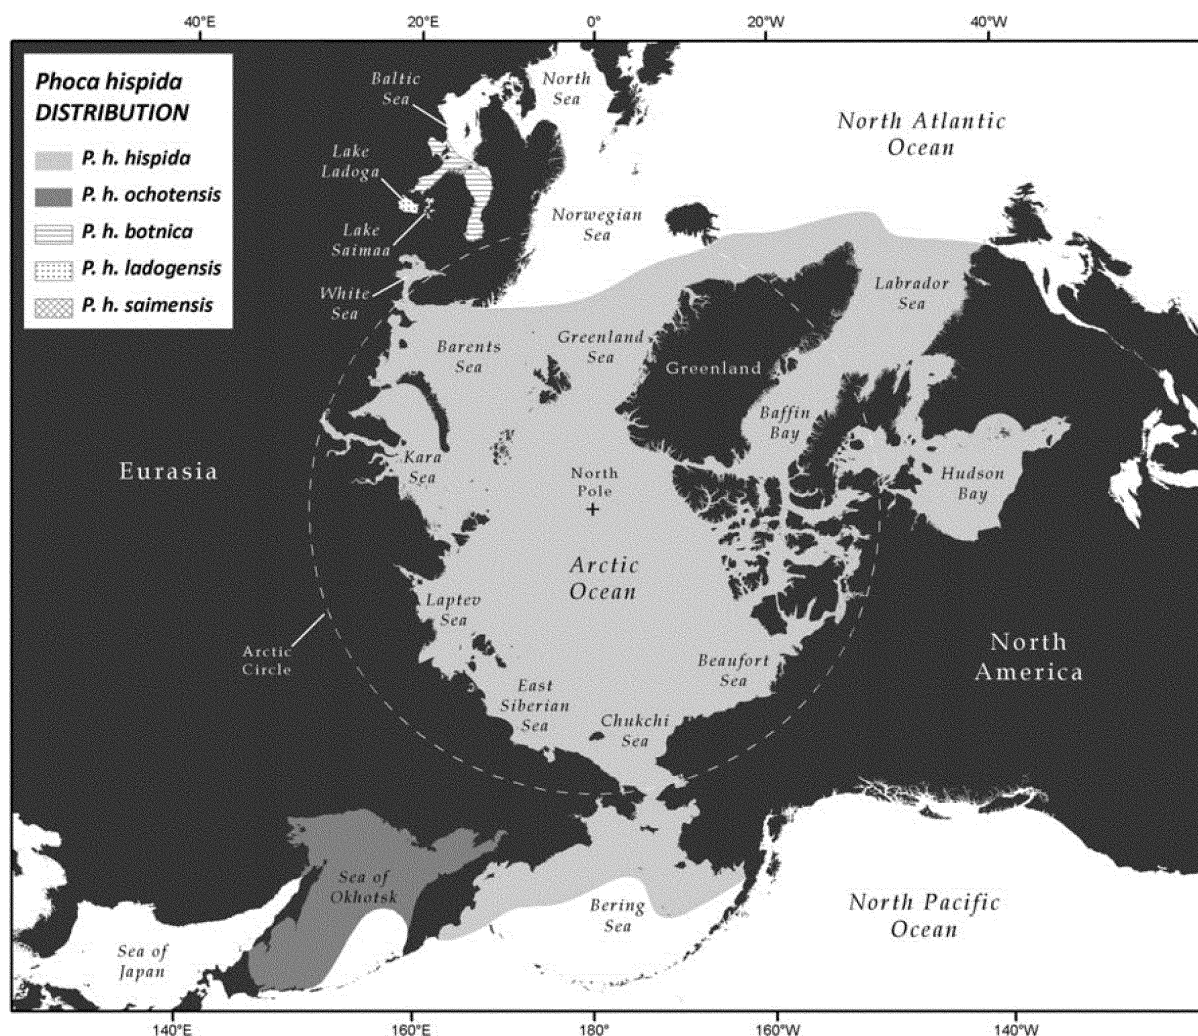 40°E
20°E
0°
20°W
40°W
Phoca hispida
DISTRIBUTION
P. h. hispida
P. h. ochotensis
P. h. botnica
P. h. ladogensis
P. h. saimensis
Baltic
Sea
North
Sea
North Atlantic
Ocean
Lake
Ladoga
Lake
Saimaa
Norwegian
Sea
White
Sea
Labrador
Sea
Barents
Sea
Greenland
Sea
Greenland
Baffin
Bay
Eurasia
Kara
Sea
North
Pole
Hudson
Bay
Arctic
Ocean
Laptev
Sea
Arctic
Circle
North
America
Beaufort
Sea
East
Siberian
Sea
Chukchi
Sea
Sea of
Okhotsk
Bering
Sea
North Pacific
Ocean
Sea of
Japan
140°E
160°E
180°
160°W
140°W